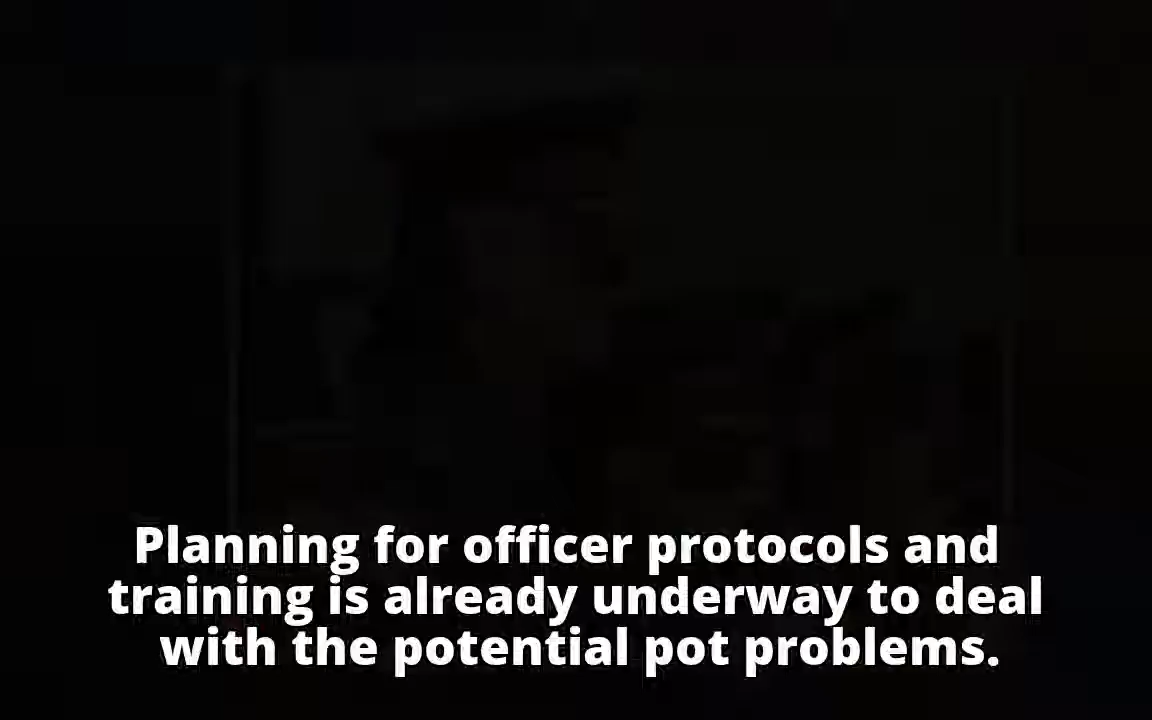 Planning for officer protocols and
training is already underway to deal
with the potential pot problems.